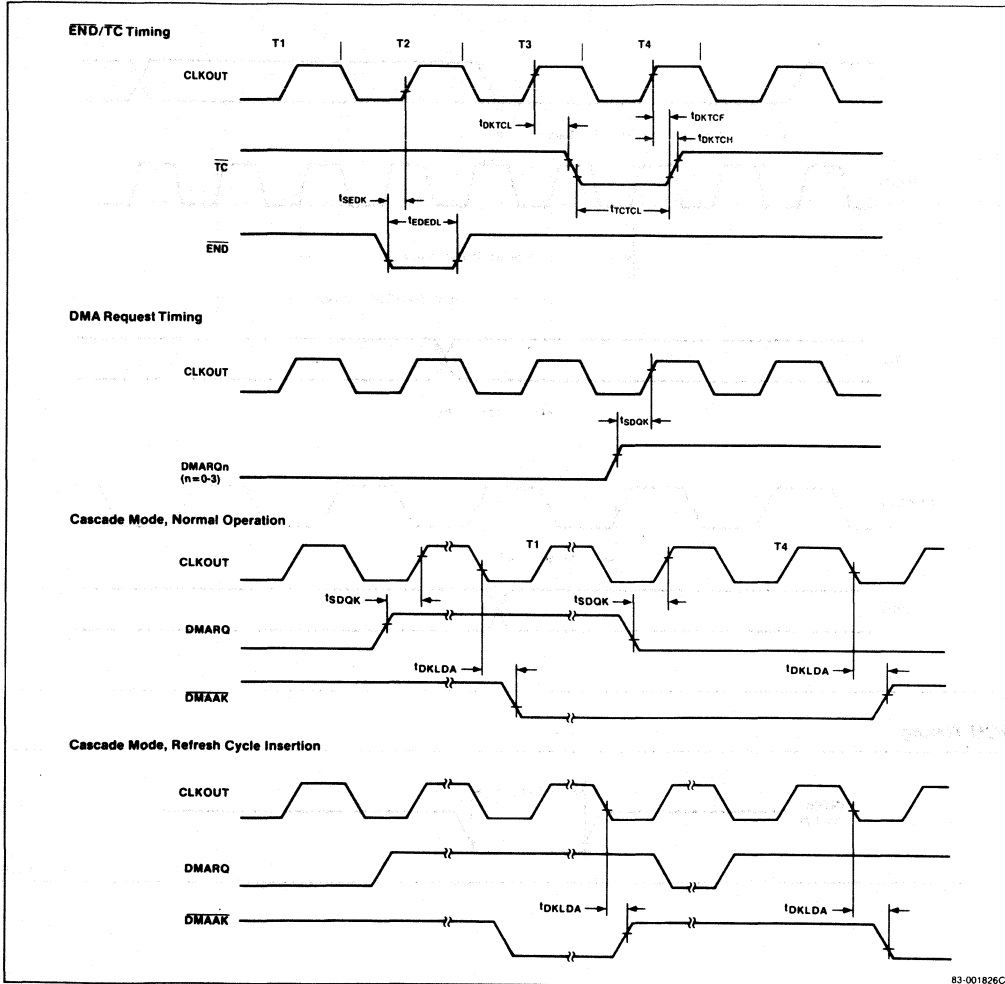 END/TC Timing
T1 T2 T3 T4
CLKOUT
tDKTCL
tDKTCF
tDKTCH
TC
tSEDK
tEDEDL
tTCTCL
END
DMA Request Timing
CLKOUT
tSDQK
DMARQn
(n=0-3)
Cascade Mode, Normal Operation
T1 T4
CLKOUT
tSDQK tSDQK
DMARQ
tDKLDA tDKLDA
DMAAK
Cascade Mode, Refresh Cycle Insertion
CLKOUT
DMARQ
tDKLDA tDKLDA
DMAAK
83-001826C